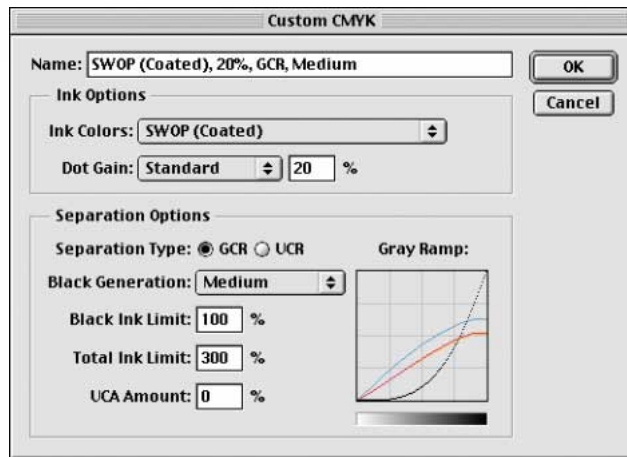 Custom CMYK
Name: SWOP (Coated), 20%, GCR, Medium
OK
Cancel
Ink Options
Ink Colors: SWOP (Coated)
Dot Gain: Standard 20 %
Separation Options
Separation Type: GCR UCR
Gray Ramp:
Black Generation: Medium
Black Ink Limit: 100 %
Total Ink Limit: 300 %
UCA Amount: 0 %